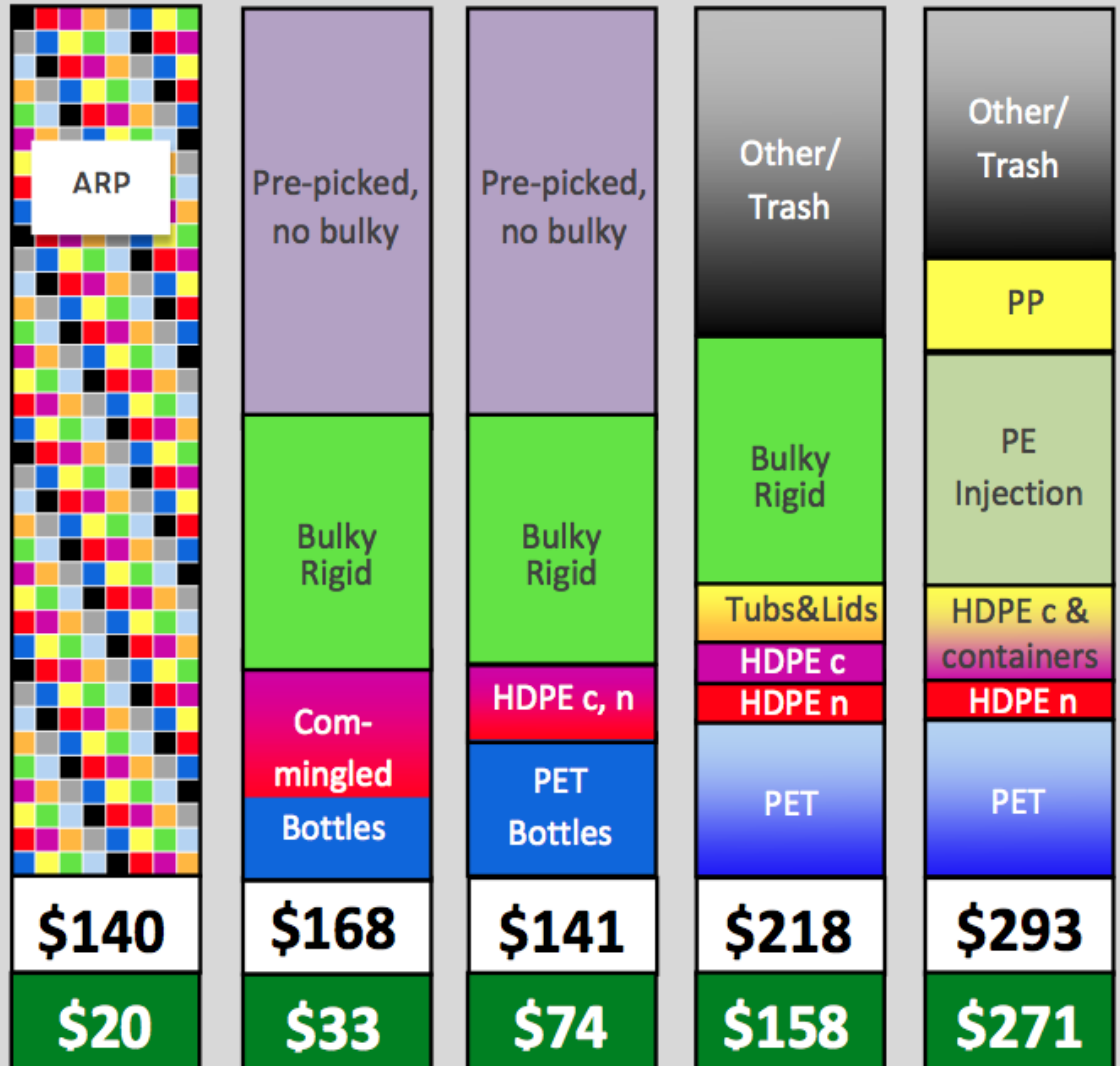 ARP
$140
$20
Pre-picked,
no bulky
Bulky
Rigid
Com-
mingled
Bottles
$168
$33
Pre-picked,
no bulky
Bulky
Rigid
HDPE c, n
PET
Bottles
$141
$74
Other/
Trash
Bulky
Rigid
Tubs&Lids
HDPE c
HDPE n
PET
$218
$158
Other/
Trash
PP
PE
Injection
HDPE c &
containers
HDPE n
PET
$293
$271